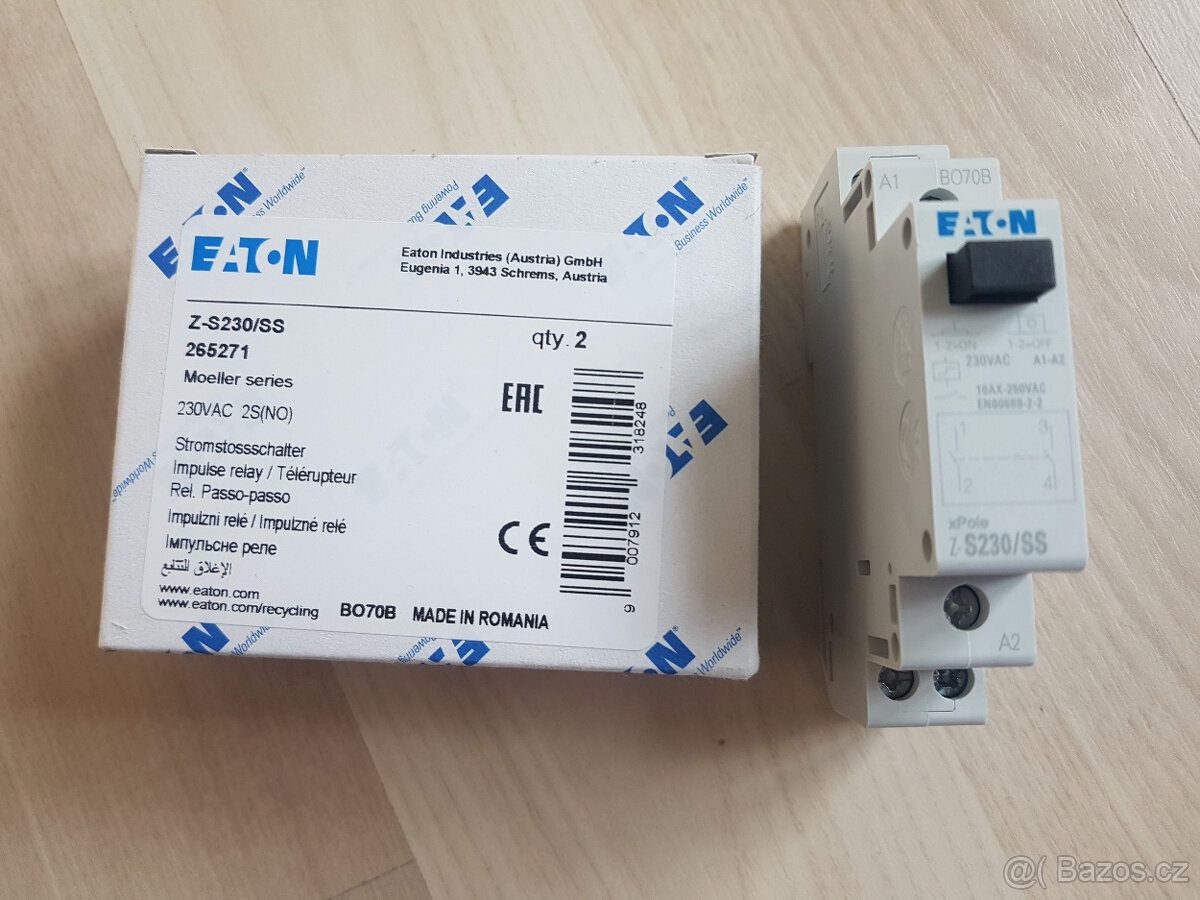 EATON
Eaton Industries (Austria) GmbH
Eugenia 1, 3943 Schrems, Austria
Z-S230/SS
265271
qty. 2
Moeller series
230VAC 2S(NO)
EAC
Stromstossschalter
Impulse relay / Télérupteur
Rel. Passo-passo
Impulzni relé / Impulzné relé
Імпульсне реле
الإغلاق للتتابع
CE
www.eaton.com
www.eaton.com/recycling
BO70B MADE IN ROMANIA
9 007912 318248
Business Worldwide™
Powering Business Worldwide™
A1 BO70B
EATON
1-2=ON 1-2=OFF
230VAC A1-A2
16AX-250VAC
EN60669-2-2
1 3
2 4
xPole
Z-S230/SS
A2
@( Bazos.cz